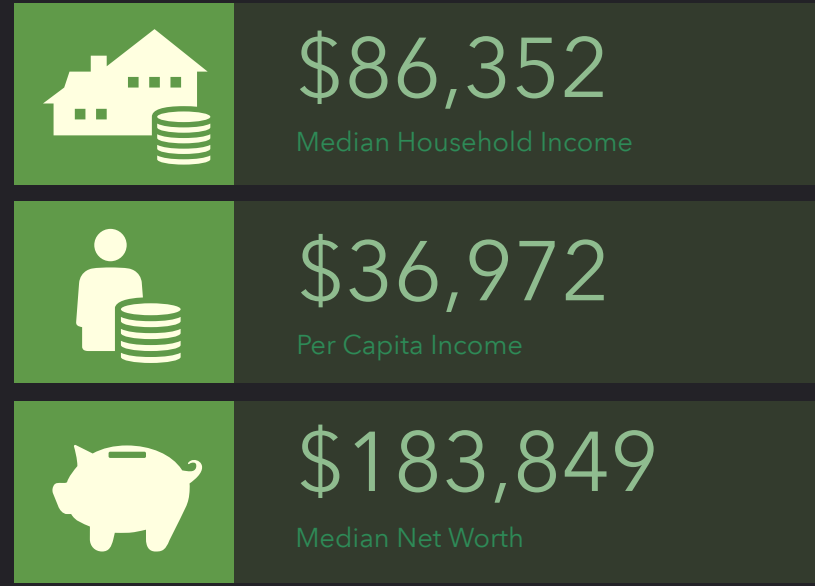 $86,352
Median Household Income
$36,972
Per Capita Income
$183,849
Median Net Worth